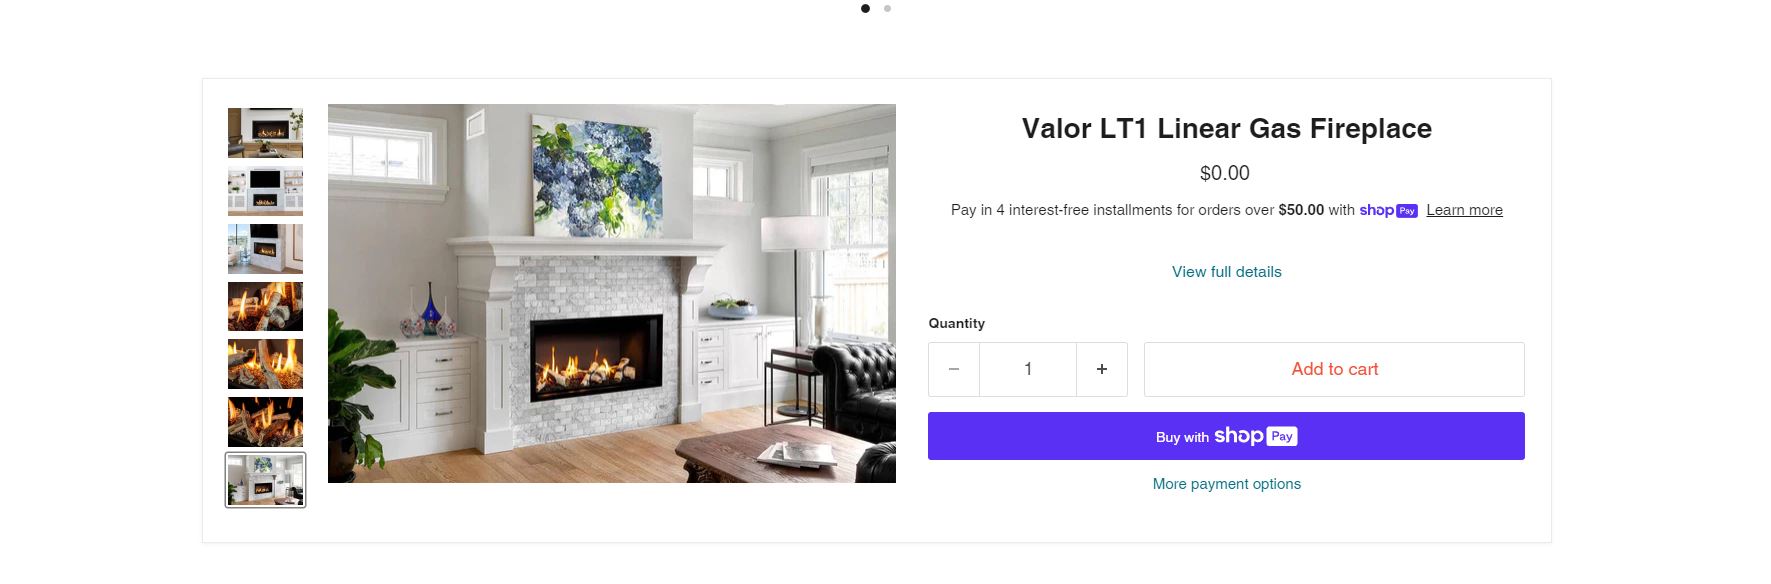 Valor LT1 Linear Gas Fireplace
$0.00
Pay in 4 interest-free installments for orders over $50.00 with shop Pay Learn more
View full details
Quantity
− 1 +
Add to cart
Buy with shop Pay
More payment options